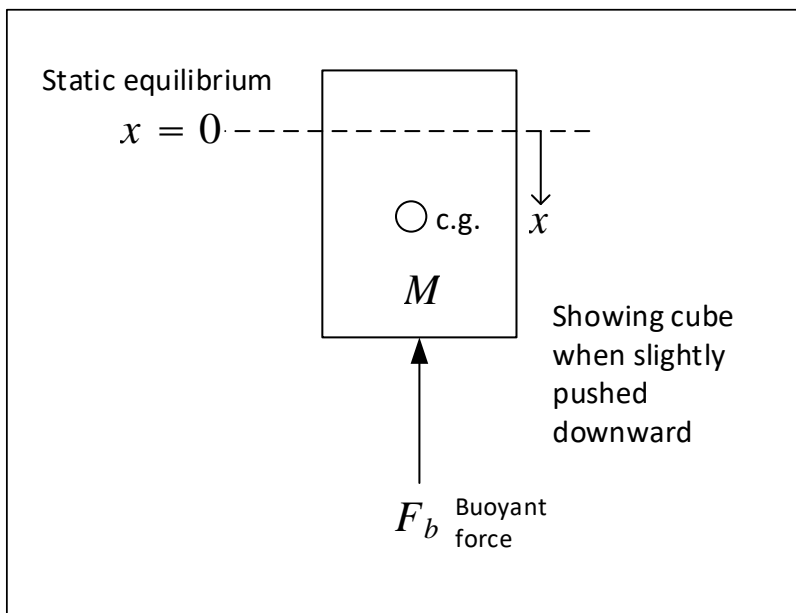 Static equilibrium
x = 0
c.g.
x
M
Showing cube
when slightly
pushed
downward
F_b Buoyant
force